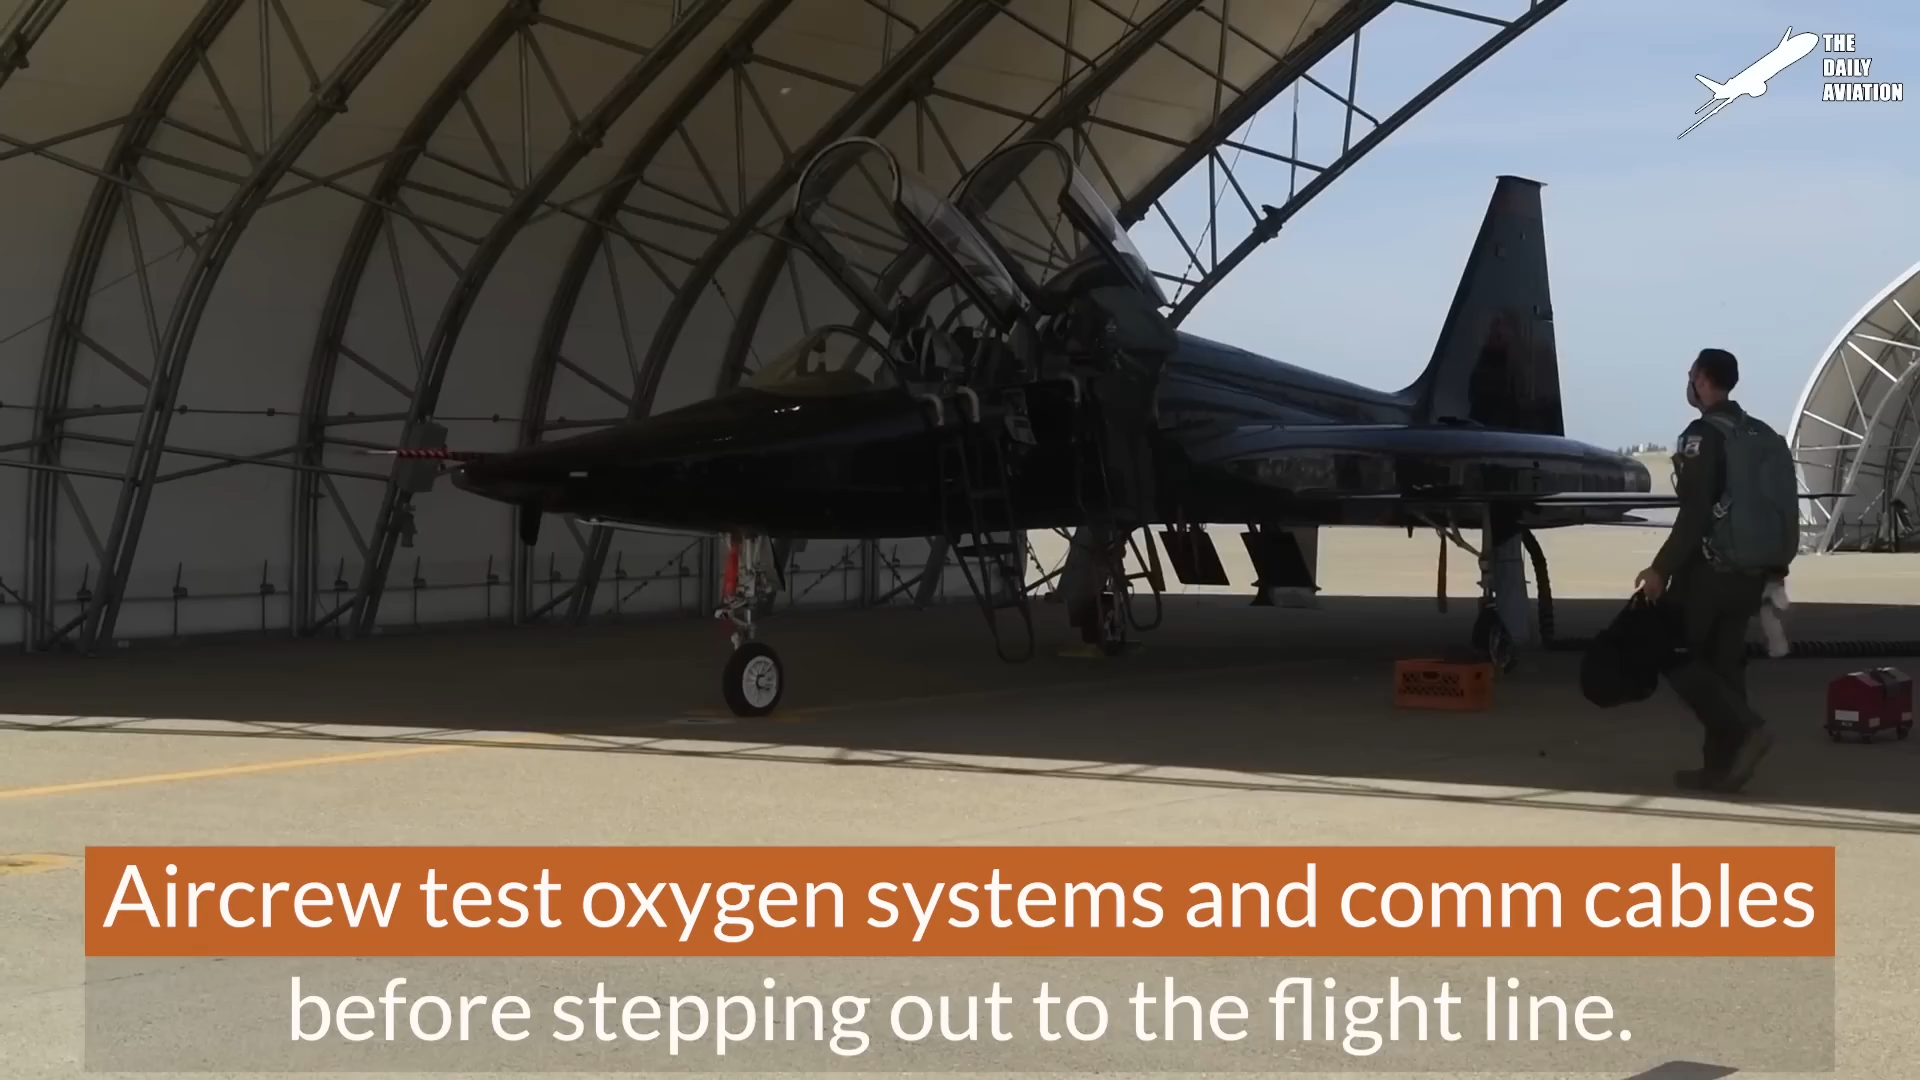 THE
DAILY
AVIATION
Aircrew test oxygen systems and comm cables
before stepping out to the flight line.